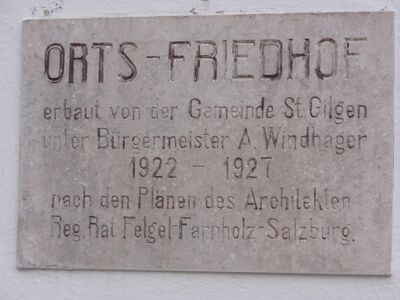 ORTS-FRIEDHOF
erbaut von der Gemeinde St. Gilgen
unter Bürgermeister A. Windhager
1922 - 1927
nach den Plänen des Architekten
Reg. Rat Felgel-Farnholz-Salzburg.